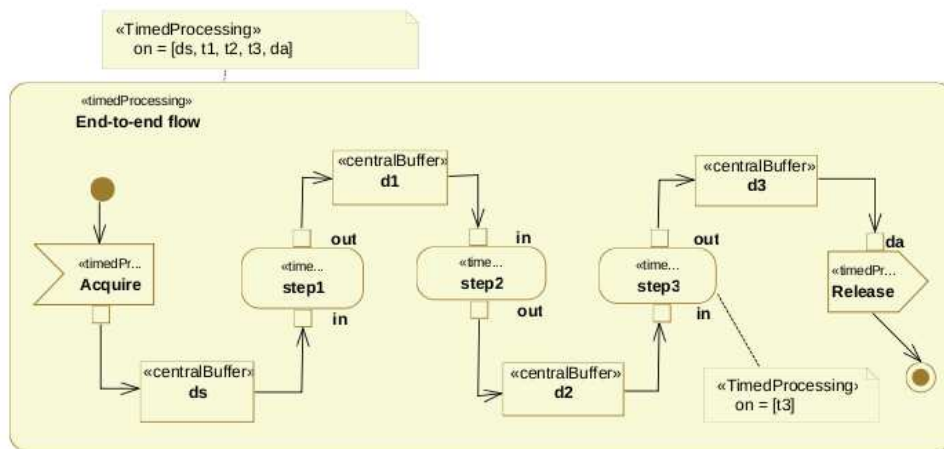 «TimedProcessing»
on = [ds, t1, t2, t3, da]
«timedProcessing»
End-to-end flow
«centralBuffer»
d1
«centralBuffer»
d3
out
in
out
da
«timedPr...
Acquire
«time...
step1
«time...
step2
«time...
step3
«timedPr...
Release
in
out
in
«centralBuffer»
ds
«centralBuffer»
d2
«TimedProcessing»
on = [t3]